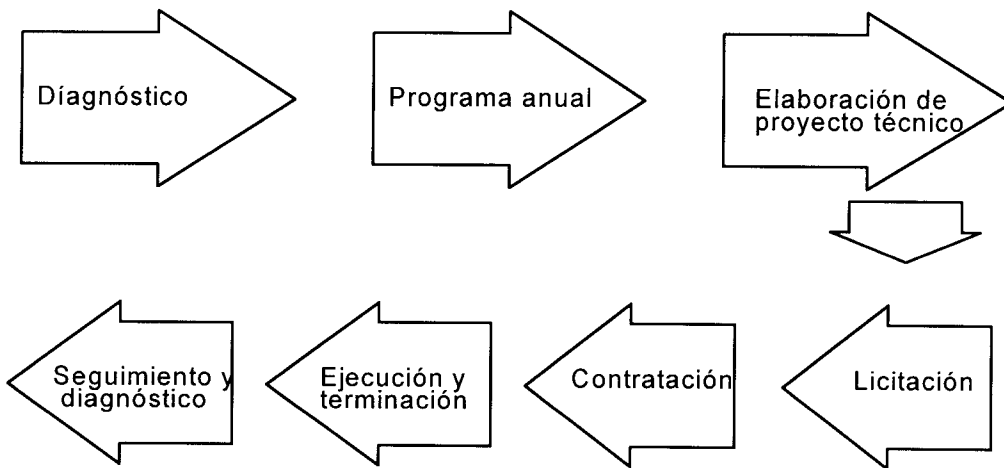 Díagnóstico
Programa anual
Elaboración de
proyecto técnico
Licitación
Contratación
Ejecución y
terminación
Seguimiento y
diagnóstico